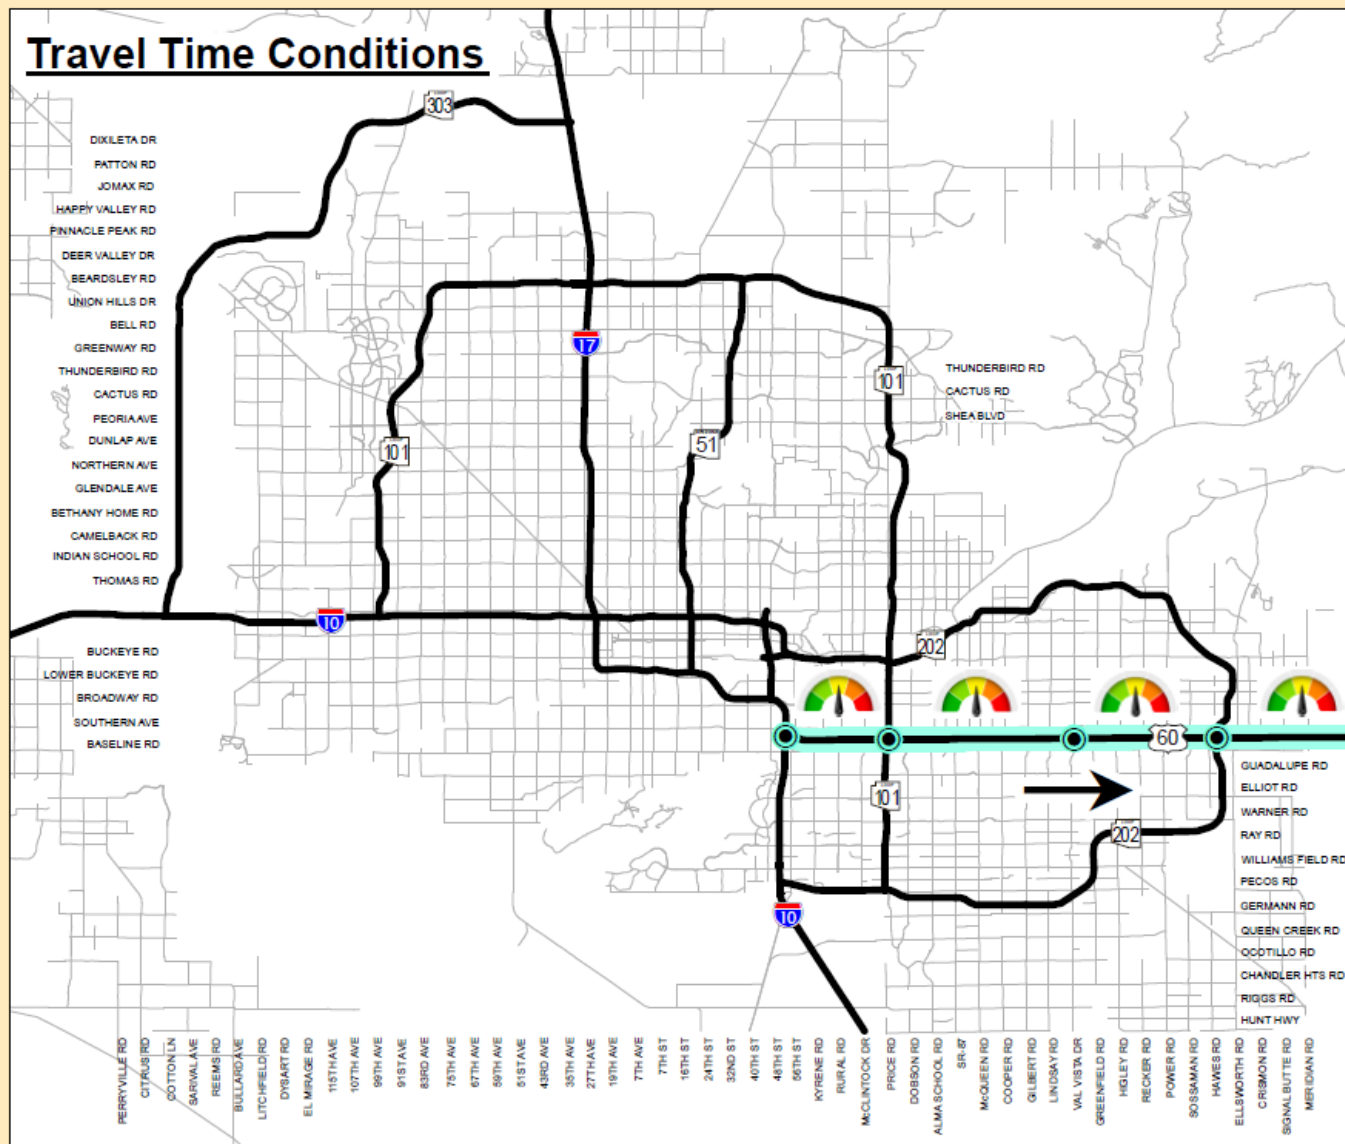 Travel Time Conditions
LOOP
303
DIXILETA DR
PATTON RD
JOMAX RD
HAPPY VALLEY RD
PINNACLE PEAK RD
DEER VALLEY DR
BEARDSLEY RD
UNION HILLS DR
BELL RD
GREENWAY RD
THUNDERBIRD RD
CACTUS RD
PEORIA AVE
DUNLAP AVE
NORTHERN AVE
GLENDALE AVE
BETHANY HOME RD
CAMELBACK RD
INDIAN SCHOOL RD
THOMAS RD
BUCKEYE RD
LOWER BUCKEYE RD
BROADWAY RD
SOUTHERN AVE
BASELINE RD
17
101
51
101
THUNDERBIRD RD
CACTUS RD
SHEA BLVD
10
202
60
101
202
10
GUADALUPE RD
ELLIOT RD
WARNER RD
RAY RD
WILLIAMS FIELD RD
PECOS RD
GERMANN RD
QUEEN CREEK RD
OCOTILLO RD
CHANDLER HTS RD
RIGGS RD
HUNT HWY
PERRYVILLE RD
CITRUS RD
COTTON LN
SARIVAL AVE
REEMS RD
BULLARD AVE
LITCHFIELD RD
DYSART RD
EL MIRAGE RD
115TH AVE
107TH AVE
99TH AVE
91ST AVE
83RD AVE
75TH AVE
67TH AVE
59TH AVE
51ST AVE
43RD AVE
35TH AVE
27TH AVE
19TH AVE
7TH AVE
7TH ST
16TH ST
24TH ST
32ND ST
40TH ST
48TH ST
56TH ST
KYRENE RD
RURAL RD
McCLINTOCK DR
PRICE RD
DOBSON RD
ALMA SCHOOL RD
SR-87
McQUEEN RD
COOPER RD
GILBERT RD
LINDSAY RD
VAL VISTA DR
GREENFIELD RD
HIGLEY RD
RECKER RD
POWER RD
SOSSAMAN RD
HAWES RD
ELLSWORTH RD
CRISMON RD
SIGNAL BUTTE RD
MERIDIAN RD